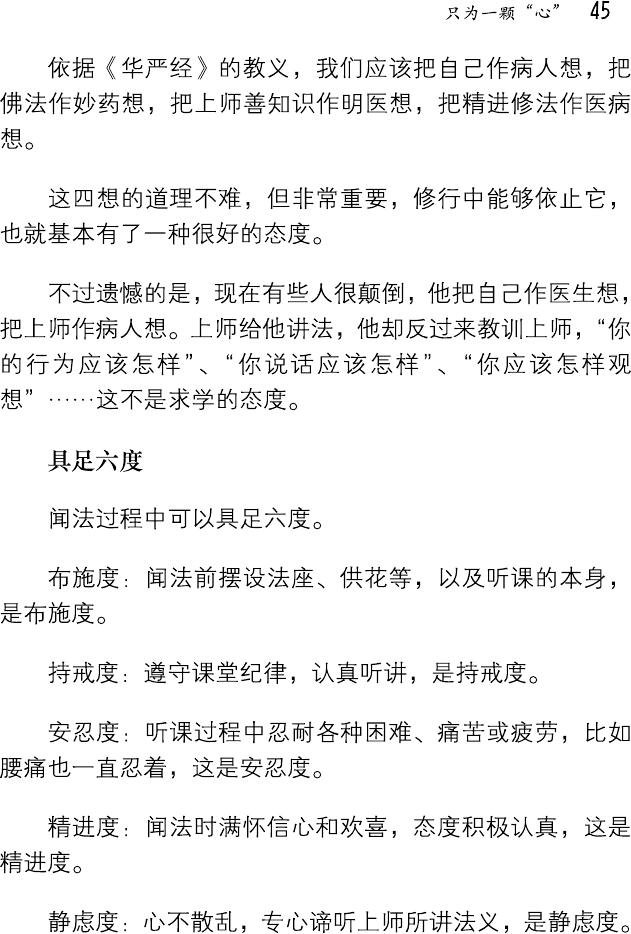 只为一颗“心” 45
依据《华严经》的教义，我们应该把自己作病人想，把
佛法作妙药想，把上师善知识作明医想，把精进修法作医病
想。
这四想的道理不难，但非常重要，修行中能够依止它，
也就基本有了一种很好的态度。
不过遗憾的是，现在有些人很颠倒，他把自己作医生想，
把上师作病人想。上师给他讲法，他却反过来教训上师，“你
的行为应该怎样”、“你说话应该怎样”、“你应该怎样观
想”……这不是求学的态度。
具足六度
闻法过程中可以具足六度。
布施度：闻法前摆设法座、供花等，以及听课的本身，
是布施度。
持戒度：遵守课堂纪律，认真听讲，是持戒度。
安忍度：听课过程中忍耐各种困难、痛苦或疲劳，比如
腰痛也一直忍着，这是安忍度。
精进度：闻法时满怀信心和欢喜，态度积极认真，这是
精进度。
静虑度：心不散乱，专心谛听上师所讲法义，是静虑度。